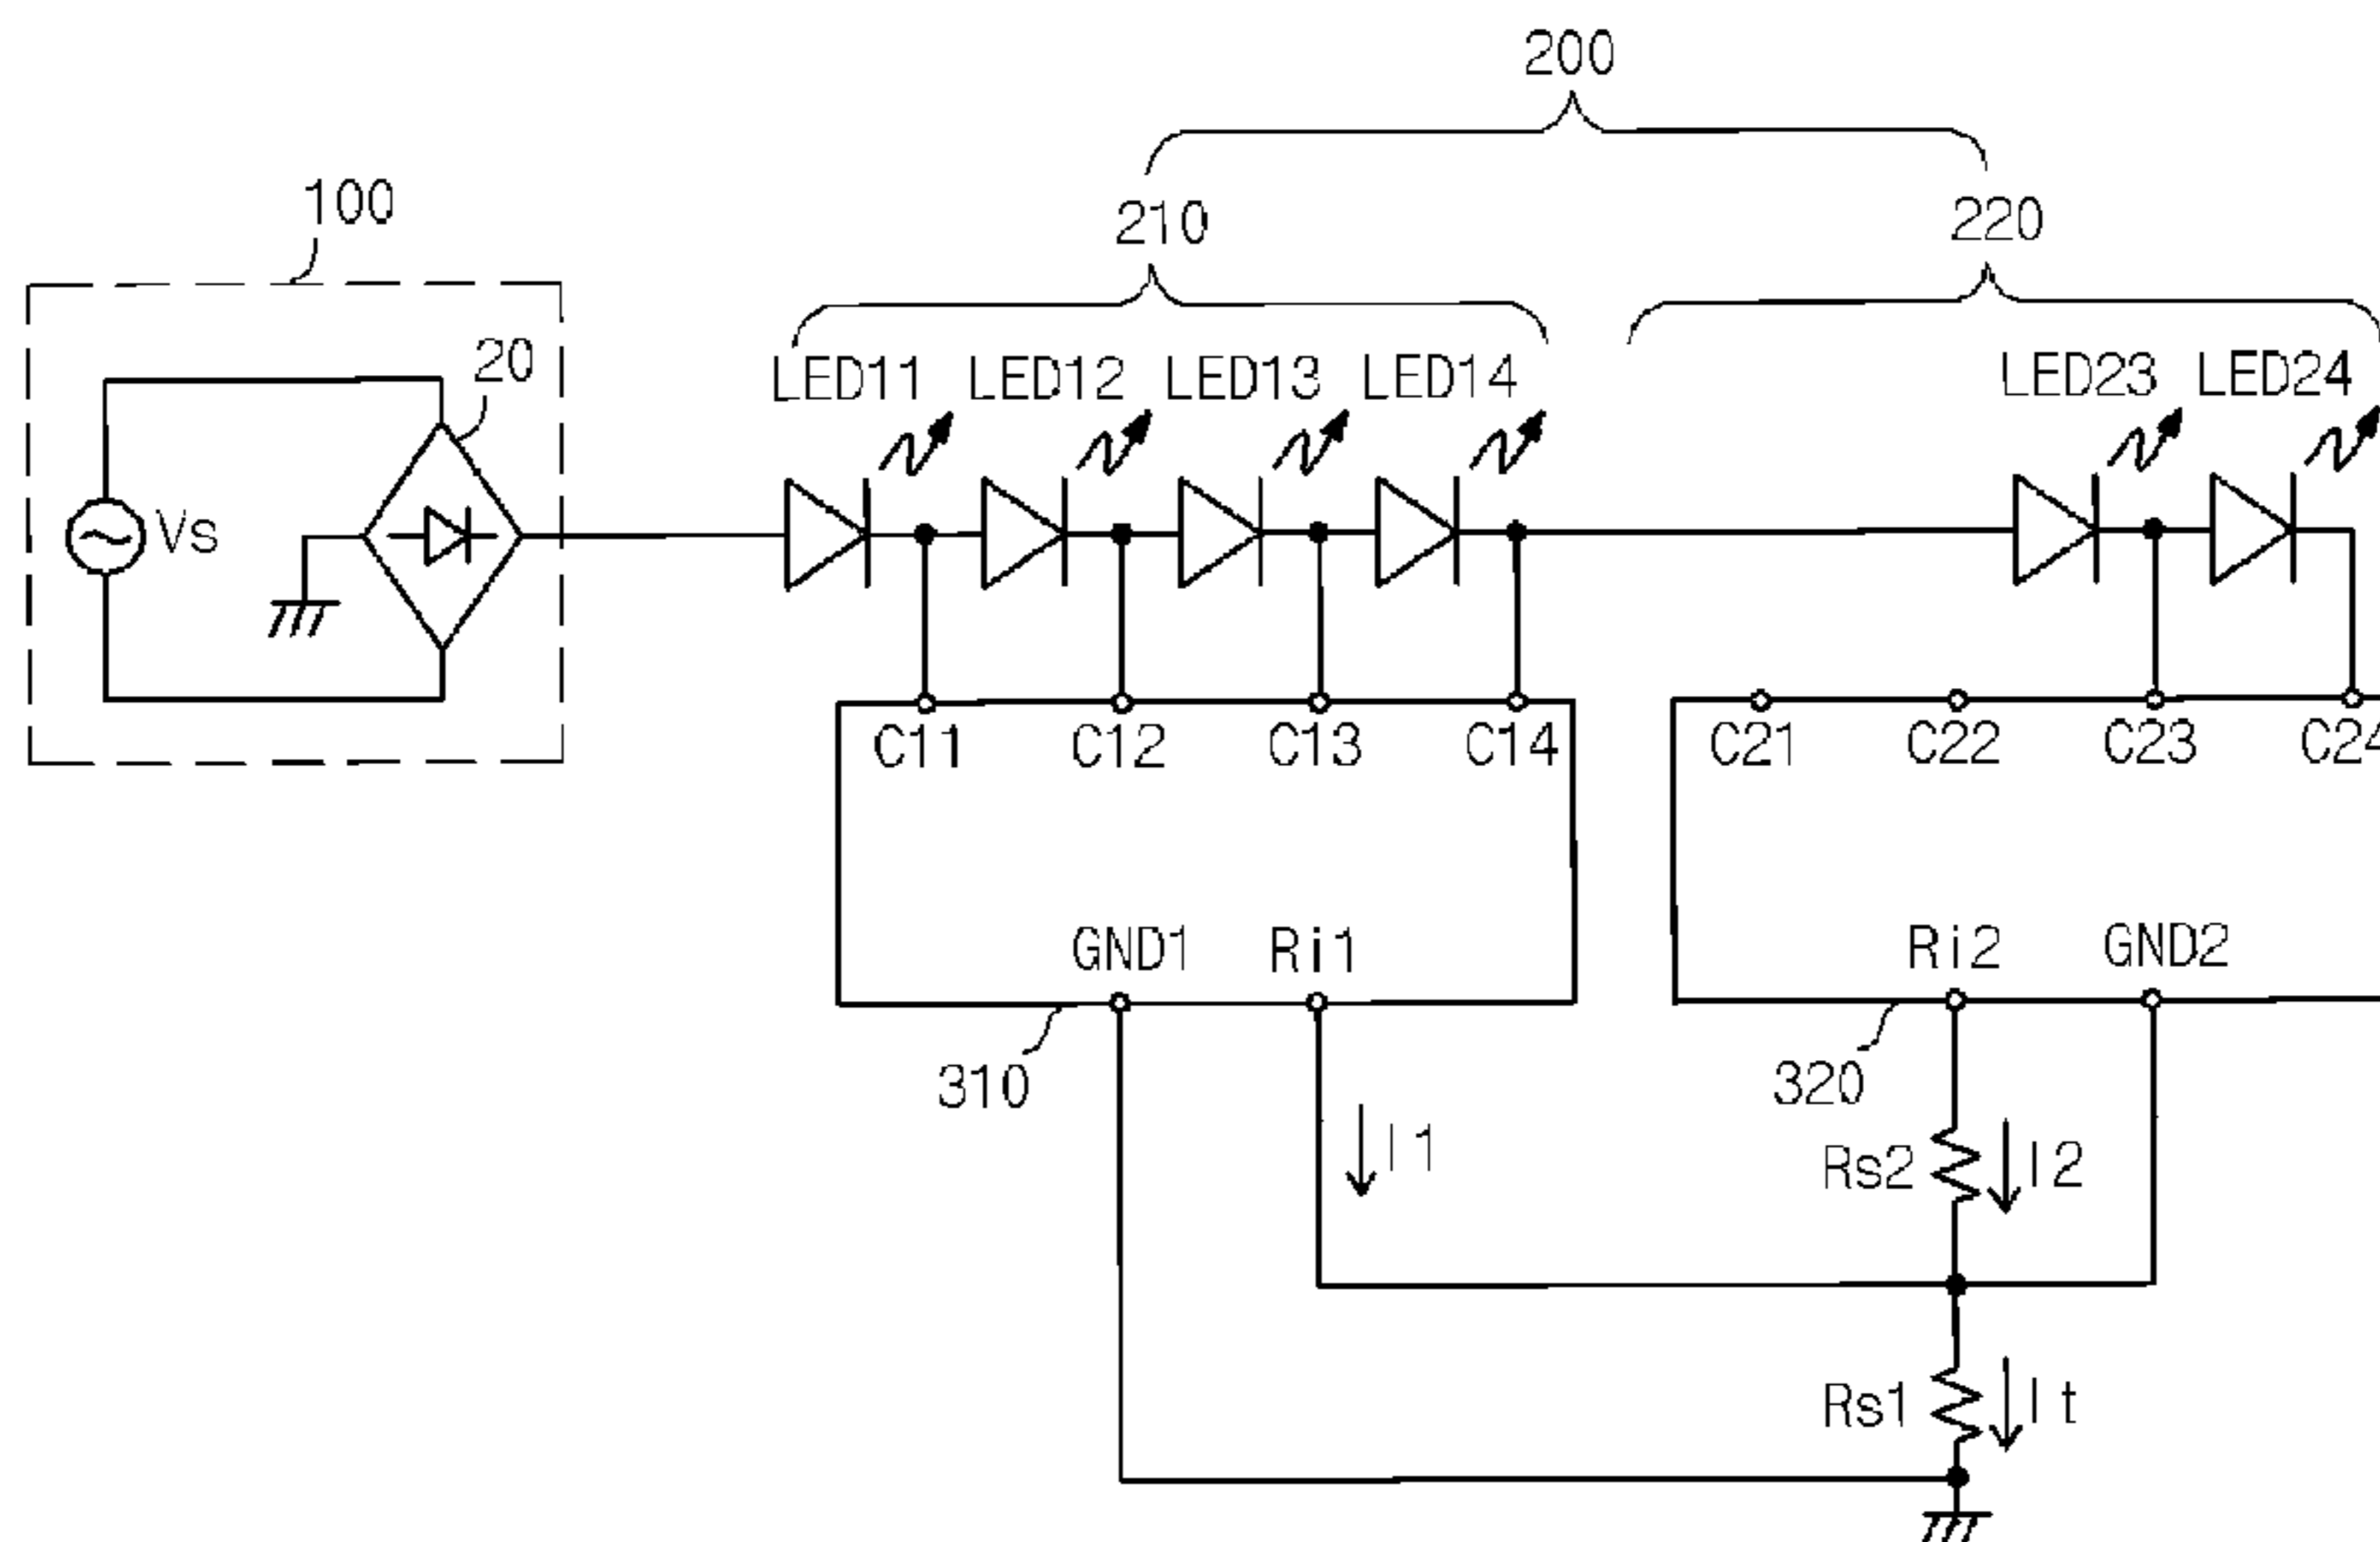 200
100
210
220
20
LED11 LED12 LED13 LED14 LED23 LED24
Vs
C11 C12 C13 C14 C21 C22 C23 C24
GND1 Ri1 Ri2 GND2
310
320
I1
Rs2 I2
Rs1 It